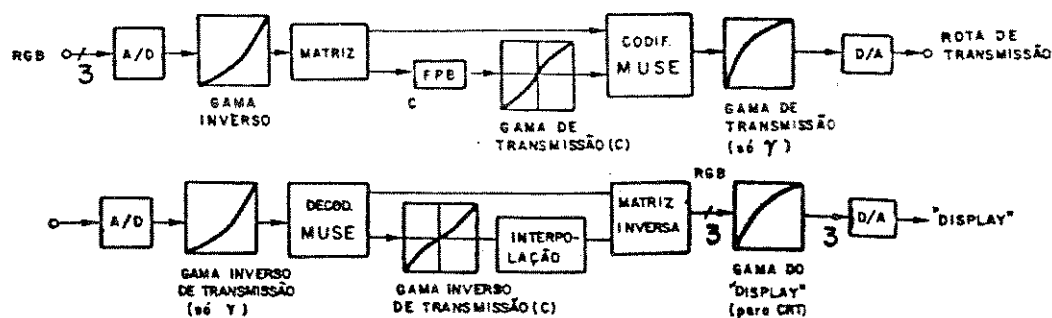 RGB
3
A/D
GAMA
INVERSO
MATRIZ
FPB
C
GAMA DE
TRANSMISSÃO (C)
CODIF.
MUSE
GAMA DE
TRANSMISSÃO
(só Y)
D/A
ROTA DE
TRANSMISSÃO
A/D
GAMA INVERSO
DE TRANSMISSÃO
(só Y)
DECOD.
MUSE
GAMA INVERSO
DE TRANSMISSÃO (C)
INTERPO-
LAÇÃO
MATRIZ
INVERSA
RGB
3
GAMA DO
"DISPLAY"
(para CRT)
3
D/A
"DISPLAY"